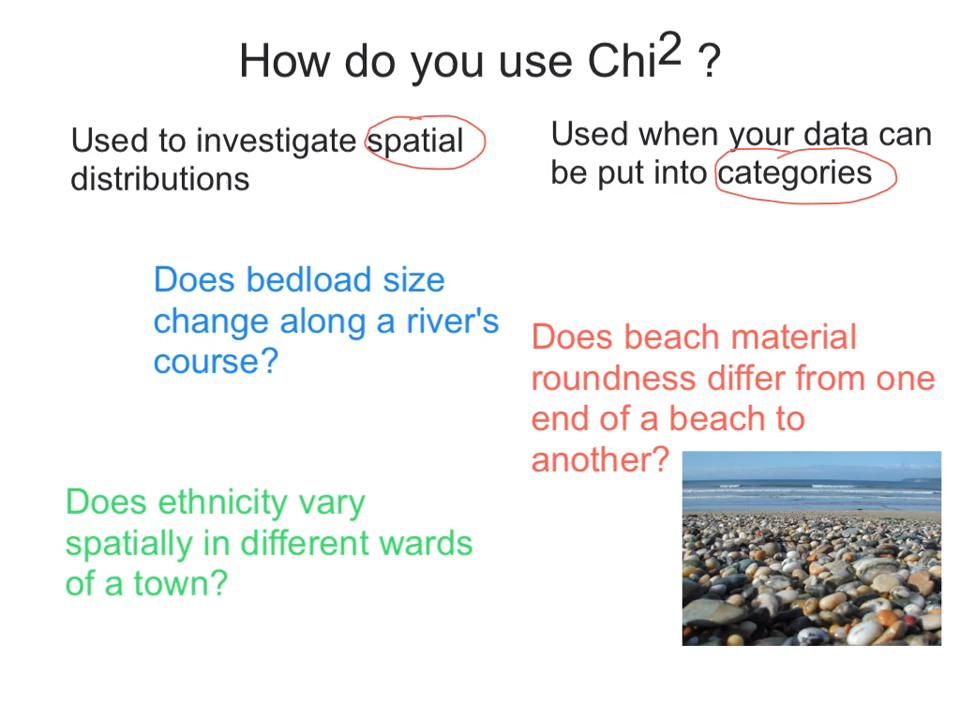 How do you use Chi² ?
Used to investigate spatial
distributions
Used when your data can
be put into categories
Does bedload size
change along a river's
course?
Does beach material
roundness differ from one
end of a beach to
another?
Does ethnicity vary
spatially in different wards
of a town?